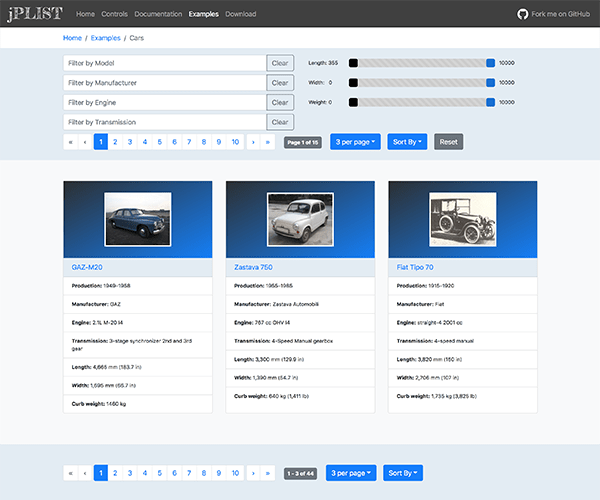 jPLIST Home Controls Documentation Examples Download Fork me on GitHub
Home / Examples / Cars
Filter by Model Clear Length: 355 10000
Filter by Manufacturer Clear Width: 0 10000
Filter by Engine Clear Weight: 0 10000
Filter by Transmission Clear
« ‹ 1 2 3 4 5 6 7 8 9 10 › » Page 1 of 15 3 per page Sort By Reset
GAZ-M20
Production: 1949-1958
Manufacturer: GAZ
Engine: 2.1L M-20 I4
Transmission: 3-stage synchronizer 2nd and 3rd
gear
Length: 4,665 mm (183.7 in)
Width: 1,695 mm (66.7 in)
Curb weight: 1460 kg
Zastava 750
Production: 1955-1985
Manufacturer: Zastava Automobili
Engine: 767 cc OHV I4
Transmission: 4-Speed Manual gearbox
Length: 3,300 mm (129.9 in)
Width: 1,390 mm (54.7 in)
Curb weight: 640 kg (1,411 lb)
Fiat Tipo 70
Production: 1915-1920
Manufacturer: Fiat
Engine: straight-4 2001 cc
Transmission: 4-speed manual
Length: 3,820 mm (150 in)
Width: 2,706 mm (107 in)
Curb weight: 1,735 kg (3,825 lb)
« ‹ 1 2 3 4 5 6 7 8 9 10 › » 1 - 3 of 44 3 per page Sort By